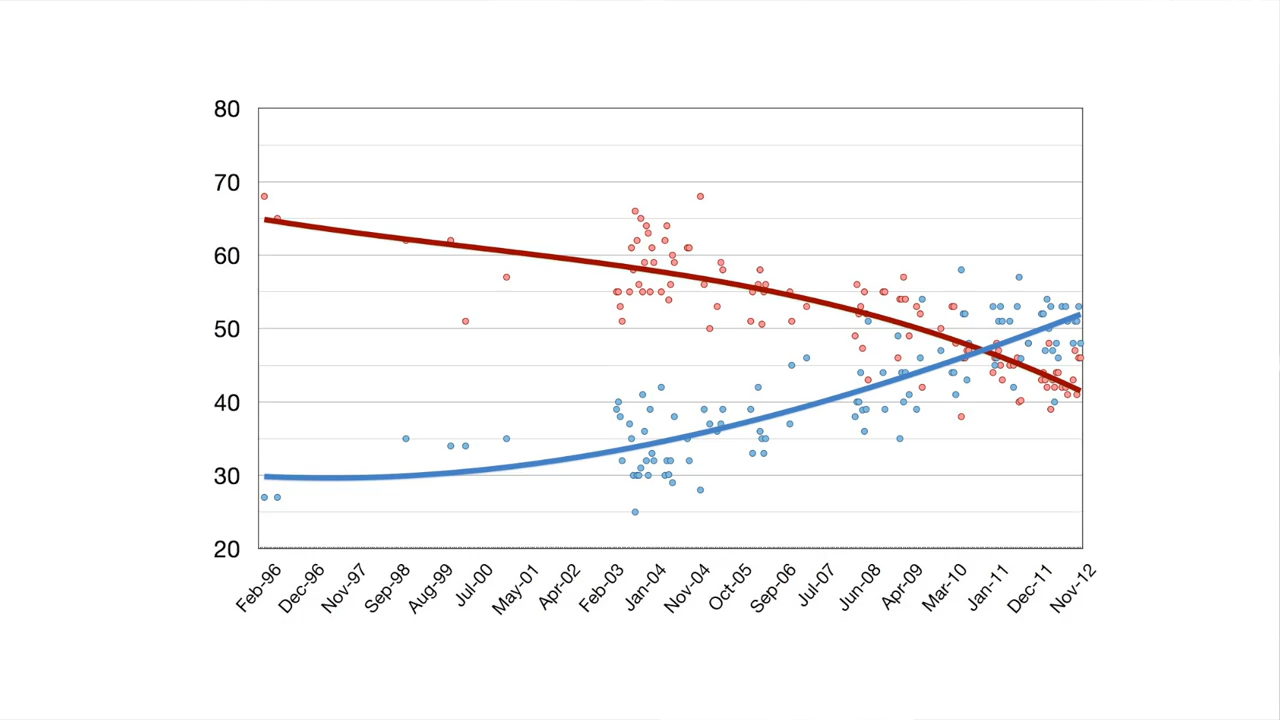 80
70
60
50
40
30
20
Feb-96
Dec-96
Nov-97
Sep-98
Aug-99
Jul-00
May-01
Apr-02
Feb-03
Jan-04
Nov-04
Oct-05
Sep-06
Jul-07
Jun-08
Apr-09
Mar-10
Jan-11
Dec-11
Nov-12